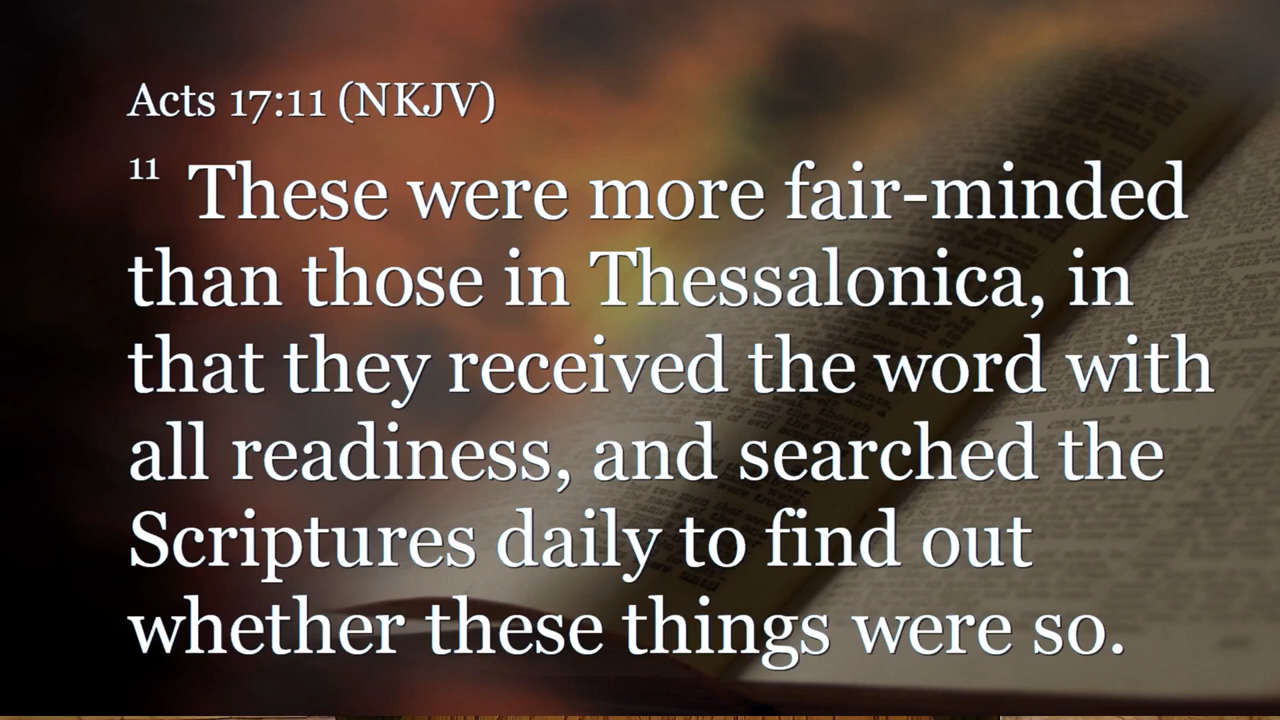 Acts 17:11 (NKJV)
11 These were more fair-minded
than those in Thessalonica, in
that they received the word with
all readiness, and searched the
Scriptures daily to find out
whether these things were so.